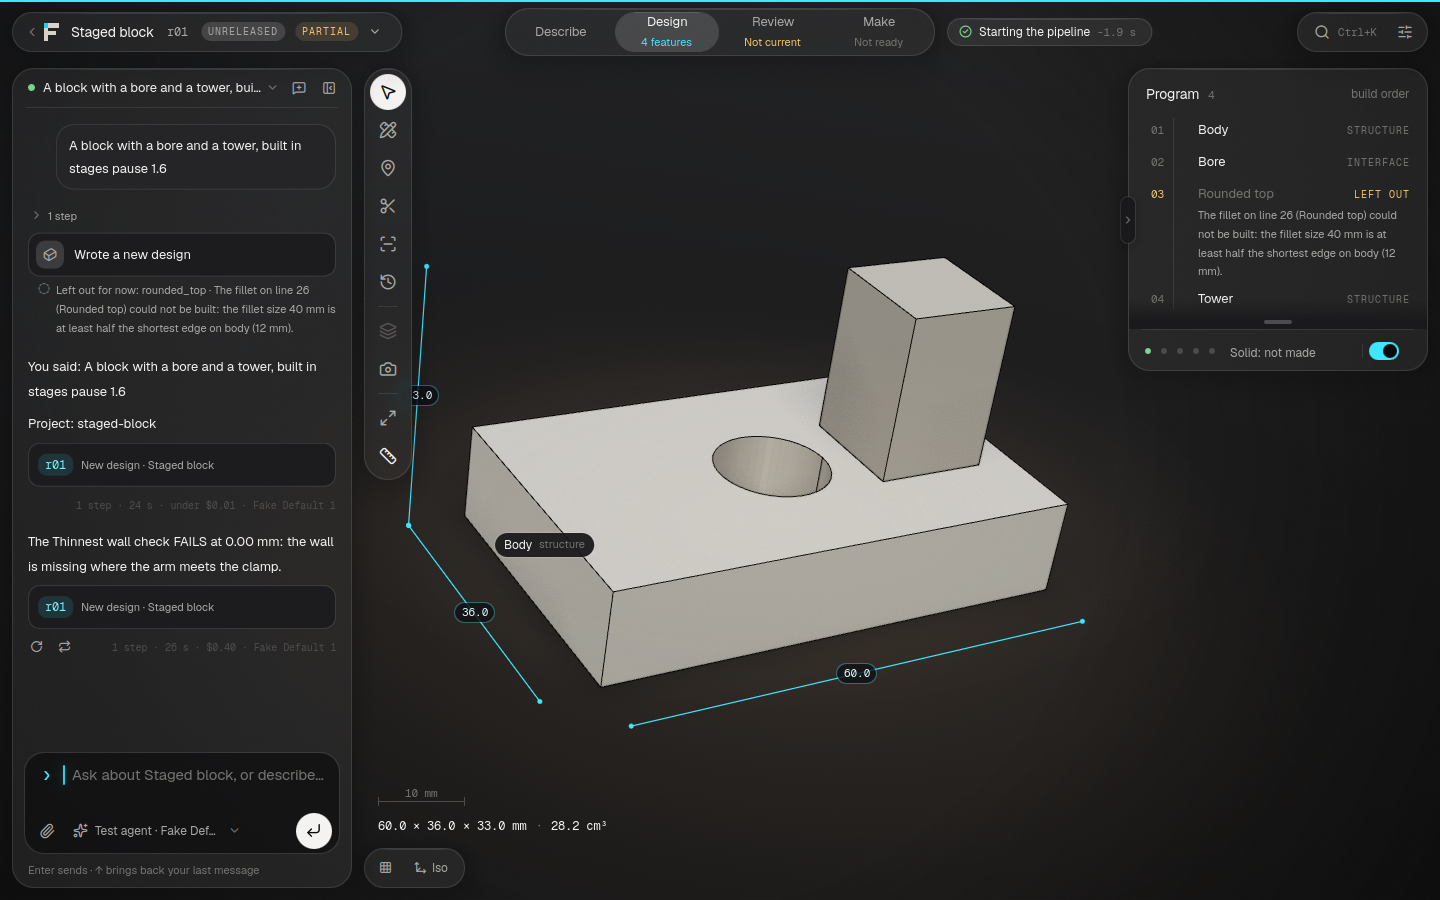 Staged block r01 UNRELEASED PARTIAL
Describe
Design
4 features
Review
Not current
Make
Not ready
Starting the pipeline -1.9 s
Ctrl+K
A block with a bore and a tower, bui...
A block with a bore and a tower, built in
stages pause 1.6
1 step
Wrote a new design
Left out for now: rounded_top · The fillet on line 26
(Rounded top) could not be built: the fillet size 40 mm is
at least half the shortest edge on body (12 mm).
You said: A block with a bore and a tower, built in
stages pause 1.6
Project: staged-block
r01 New design · Staged block
1 step · 24 s · under $0.01 · Fake Default 1
The Thinnest wall check FAILS at 0.00 mm: the wall
is missing where the arm meets the clamp.
r01 New design · Staged block
1 step · 26 s · $0.40 · Fake Default 1
Ask about Staged block, or describe...
Test agent · Fake Def...
Enter sends · ↑ brings back your last message
3.0
Body structure
36.0
60.0
10 mm
60.0 × 36.0 × 33.0 mm · 28.2 cm³
Iso
Program 4 build order
01 Body STRUCTURE
02 Bore INTERFACE
03 Rounded top LEFT OUT
The fillet on line 26 (Rounded top) could
not be built: the fillet size 40 mm is at
least half the shortest edge on body (12
mm).
04 Tower STRUCTURE
Solid: not made